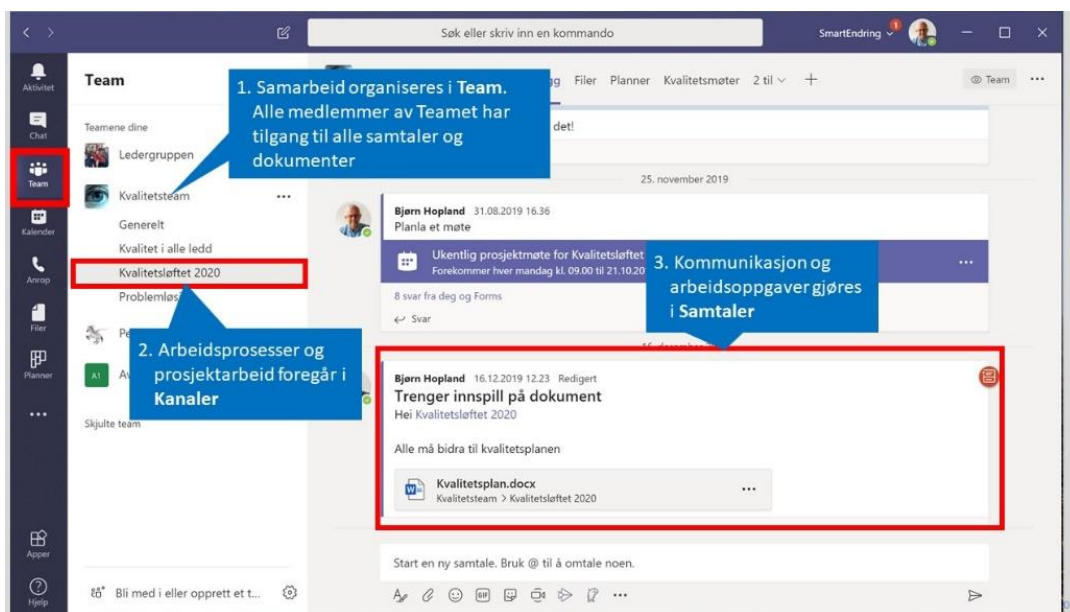 Søk eller skriv inn en kommando
SmartEndring
1
Aktivitet
Chat
Team
Kalender
Anrop
Filer
Planner
Apper
Hjelp
Team
Teamene dine
Ledergruppen
Kvalitetsteam
Generelt
Kvalitet i alle ledd
Kvalitetsløftet 2020
A1
Skjulte team
Bli med i eller opprett et t...
1. Samarbeid organiseres i Team.
Alle medlemmer av Teamet har
tilgang til alle samtaler og
dokumenter
2. Arbeidsprosesser og
prosjektarbeid foregår i
Kanaler
Filer Planner Kvalitetsmøter 2 til
Team
det!
25. november 2019
Bjørn Hopland 31.08.2019 16.36
Planla et møte
Ukentlig prosjektmøte for Kvalitetsløftet
Forekommer hver mandag kl. 09.00 til 21.10.20
8 svar fra deg og Forms
Svar
3. Kommunikasjon og
arbeidsoppgaver gjøres
i Samtaler
Bjørn Hopland 16.12.2019 12.23 Redigert
Trenger innspill på dokument
Hei Kvalitetsløftet 2020
Alle må bidra til kvalitetsplanen
Kvalitetsplan.docx
Kvalitetsteam > Kvalitetsløftet 2020
Start en ny samtale. Bruk @ til å omtale noen.
GIF